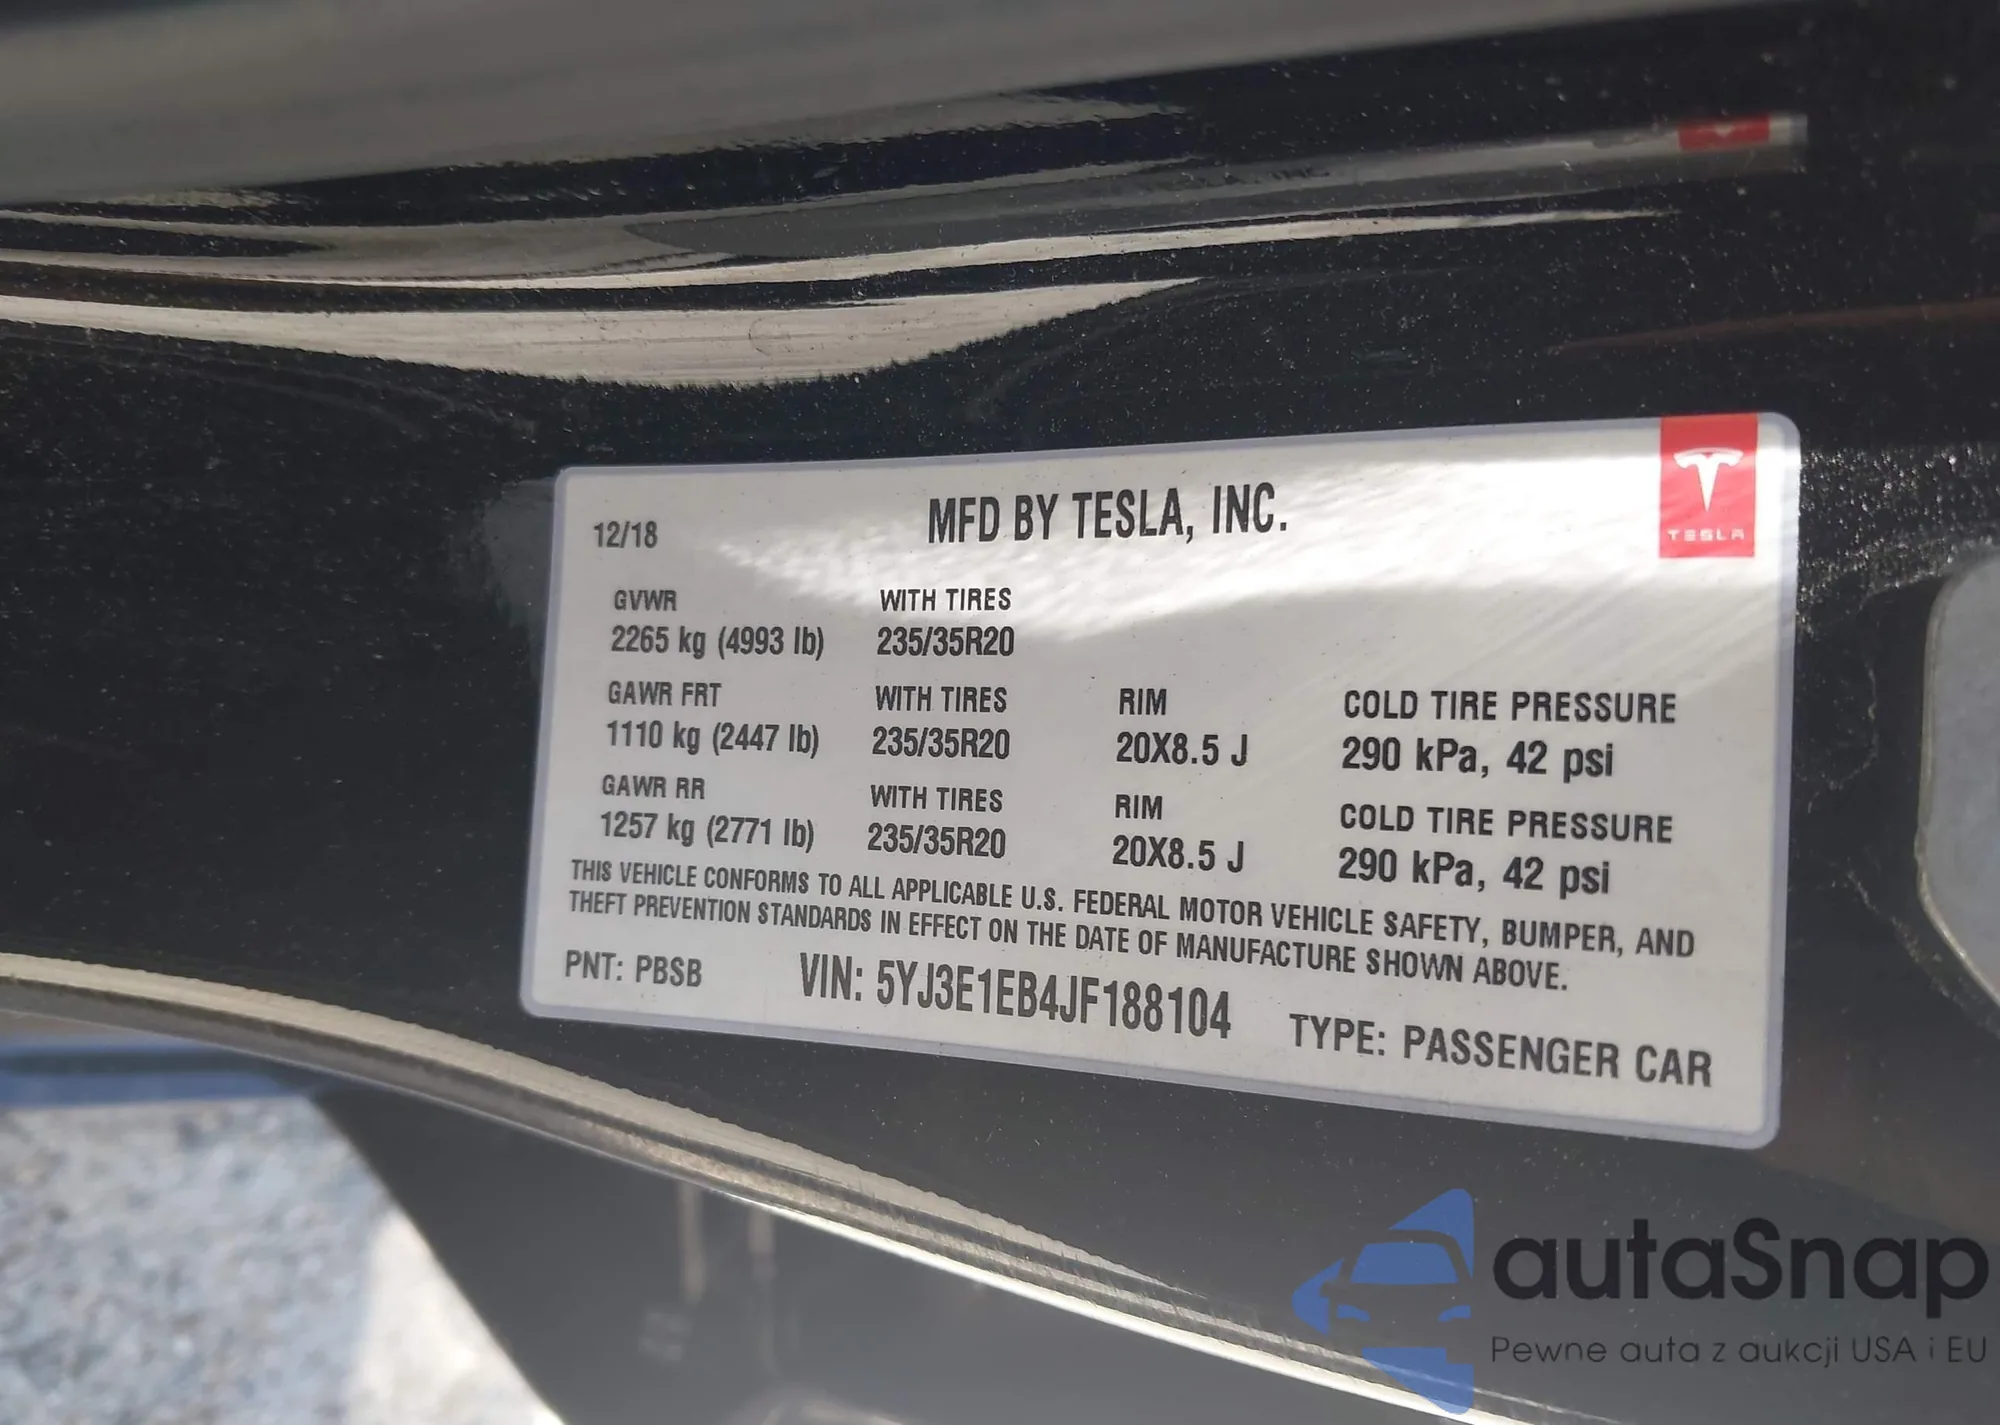 12/18
MFD BY TESLA, INC.
TESLA
GVWR WITH TIRES
2265 kg (4993 lb) 235/35R20
GAWR FRT WITH TIRES RIM COLD TIRE PRESSURE
1110 kg (2447 lb) 235/35R20 20X8.5 J 290 kPa, 42 psi
GAWR RR WITH TIRES RIM COLD TIRE PRESSURE
1257 kg (2771 lb) 235/35R20 20X8.5 J 290 kPa, 42 psi
THIS VEHICLE CONFORMS TO ALL APPLICABLE U.S. FEDERAL MOTOR VEHICLE SAFETY, BUMPER, AND
THEFT PREVENTION STANDARDS IN EFFECT ON THE DATE OF MANUFACTURE SHOWN ABOVE.
PNT: PBSB VIN: 5YJ3E1EB4JF188104 TYPE: PASSENGER CAR
autaSnap
Pewne auta z aukcji USA i EU